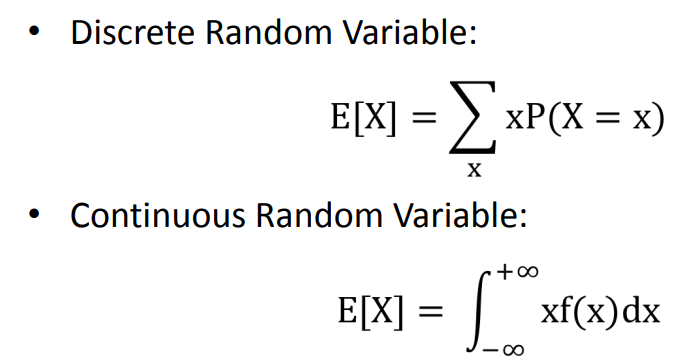 • Discrete Random Variable:
E[X] = ∑ xP(X = x)
x
• Continuous Random Variable:
+∞
E[X] = ∫ xf(x)dx
−∞